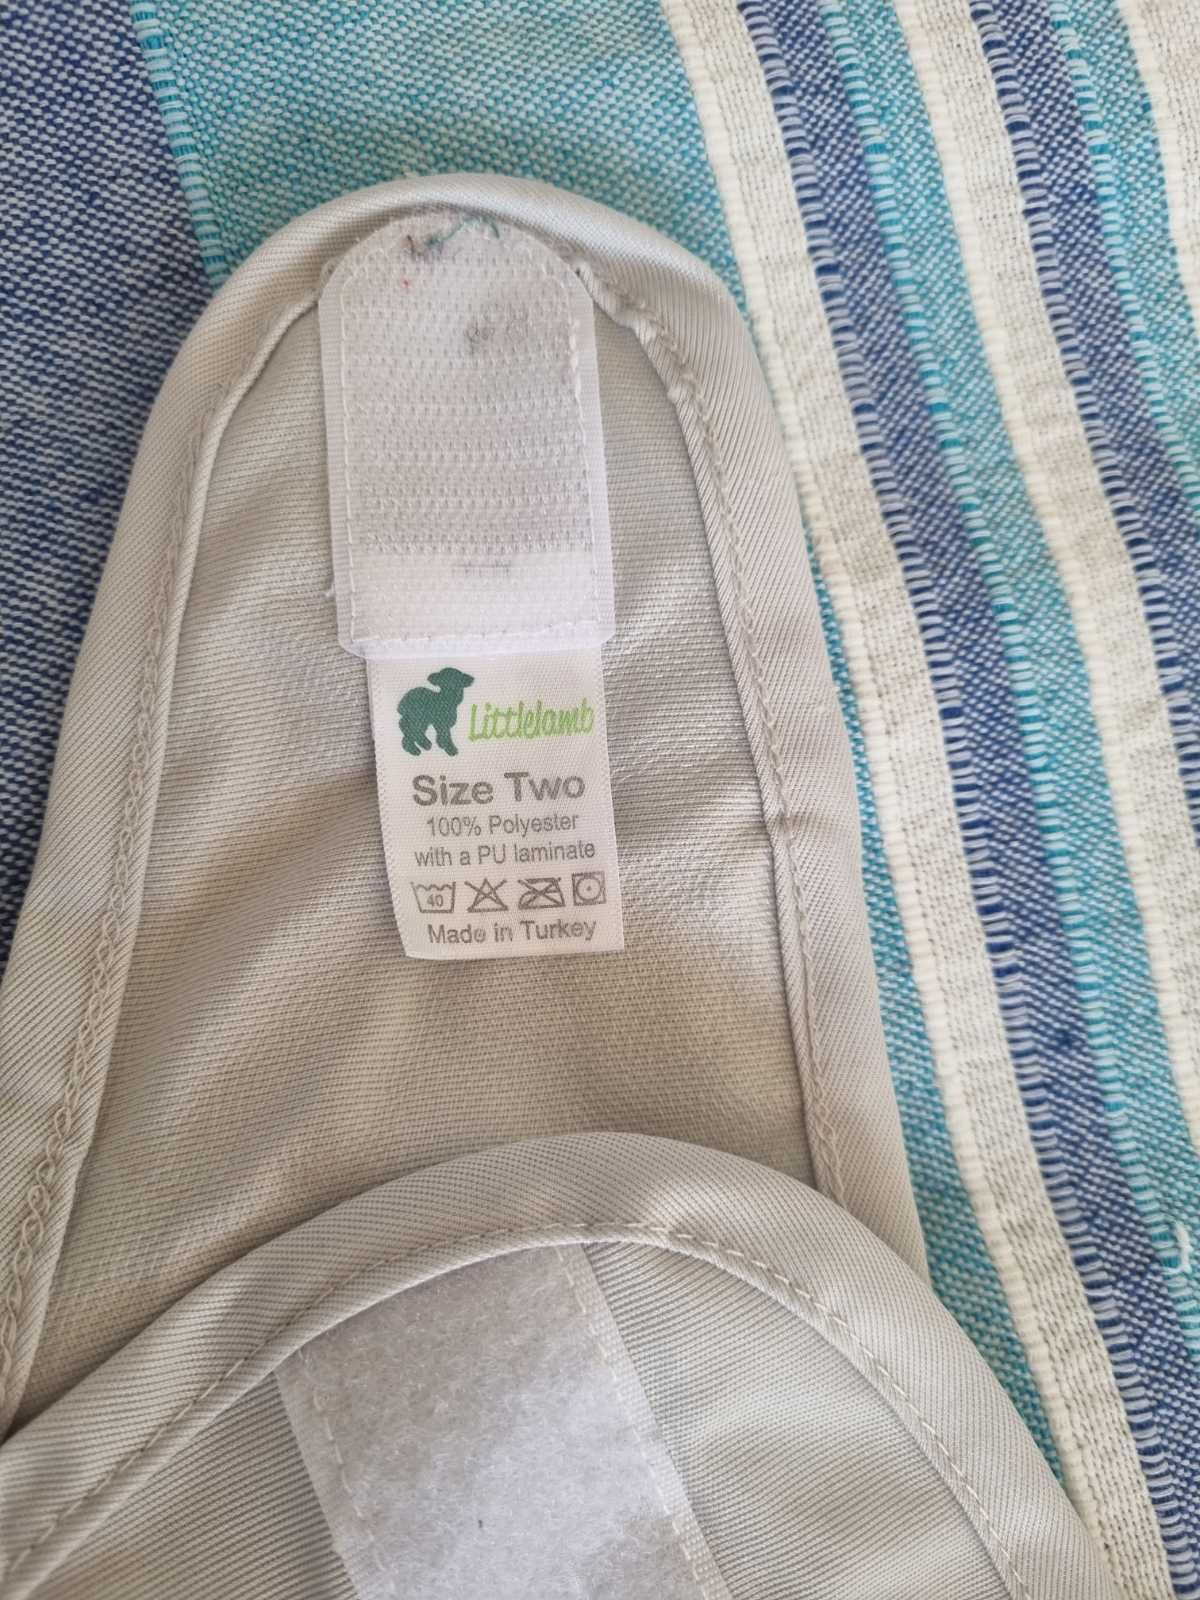 Littlelamb
Size Two
100% Polyester
with a PU laminate
40
Made in Turkey